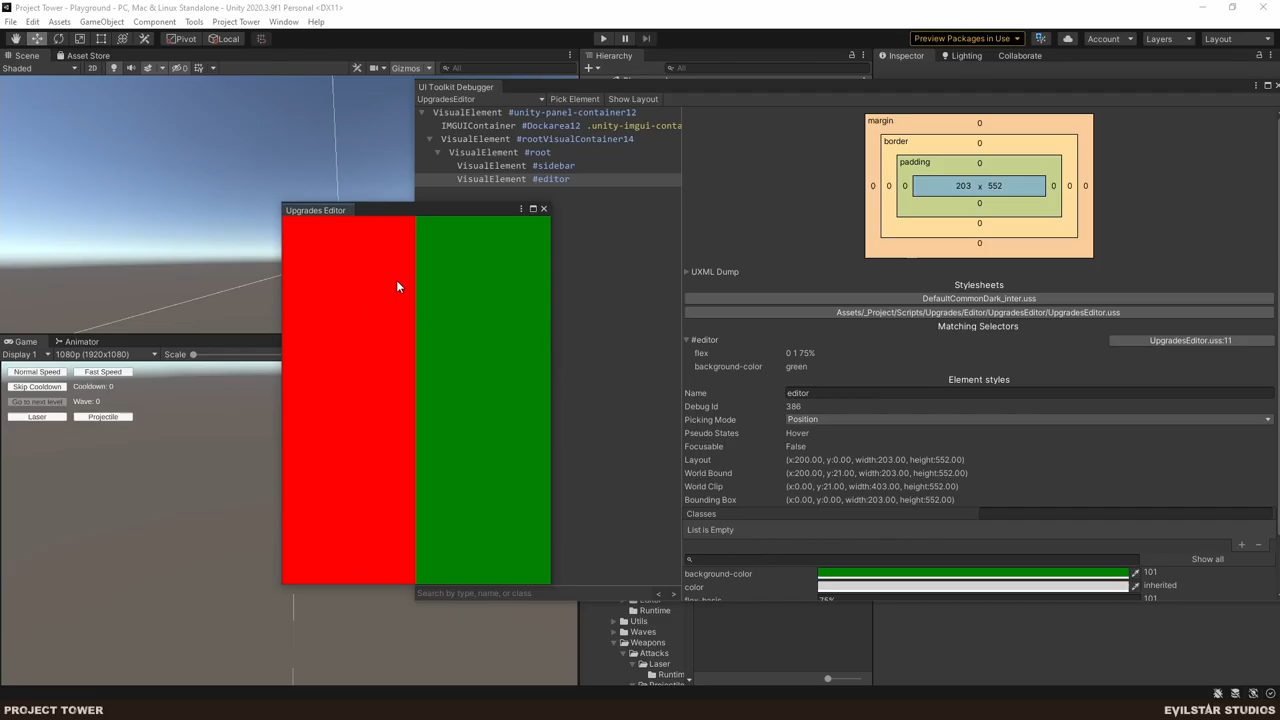 Project Tower - Playground - PC, Mac & Linux Standalone - Unity 2020.3.9f1 Personal <DX11>
File Edit Assets GameObject Component Tools Project Tower Window Help
Pivot Local Preview Packages in Use Account Layers Layout
Scene Asset Store Hierarchy Inspector Lighting Collaborate
Shaded 2D 0 Gizmos All All
UI Toolkit Debugger
UpgradesEditor Pick Element Show Layout
VisualElement #unity-panel-container12
IMGUIContainer #Dockarea12 .unity-imgui-conta
VisualElement #rootVisualContainer14
VisualElement #root
VisualElement #sidebar
VisualElement #editor
Upgrades Editor
margin 0
border 0
padding 0
0 0 0 203 x 552 0 0 0
0
0
0
UXML Dump
Stylesheets
DefaultCommonDark_inter.uss
Assets/_Project/Scripts/Upgrades/Editor/UpgradesEditor/UpgradesEditor.uss
Matching Selectors
#editor UpgradesEditor.uss:11
flex 0 1 75%
background-color green
Element styles
Name editor
Debug Id 386
Picking Mode Position
Pseudo States Hover
Focusable False
Layout (x:200.00, y:0.00, width:203.00, height:552.00)
World Bound (x:200.00, y:21.00, width:203.00, height:552.00)
World Clip (x:0.00, y:21.00, width:403.00, height:552.00)
Bounding Box (x:0.00, y:0.00, width:203.00, height:552.00)
Classes
List is Empty
Show all
background-color 101
color inherited
75% 101
Search by type, name, or class < >
Game Animator
Display 1 1080p (1920x1080) Scale
Normal Speed Fast Speed
Skip Cooldown Cooldown: 0
Go to next level Wave: 0
Laser Projectile
Runtime
Utils
Waves
Weapons
Attacks
Laser
Runtim
PROJECT TOWER EVILSTAR STUDIOS